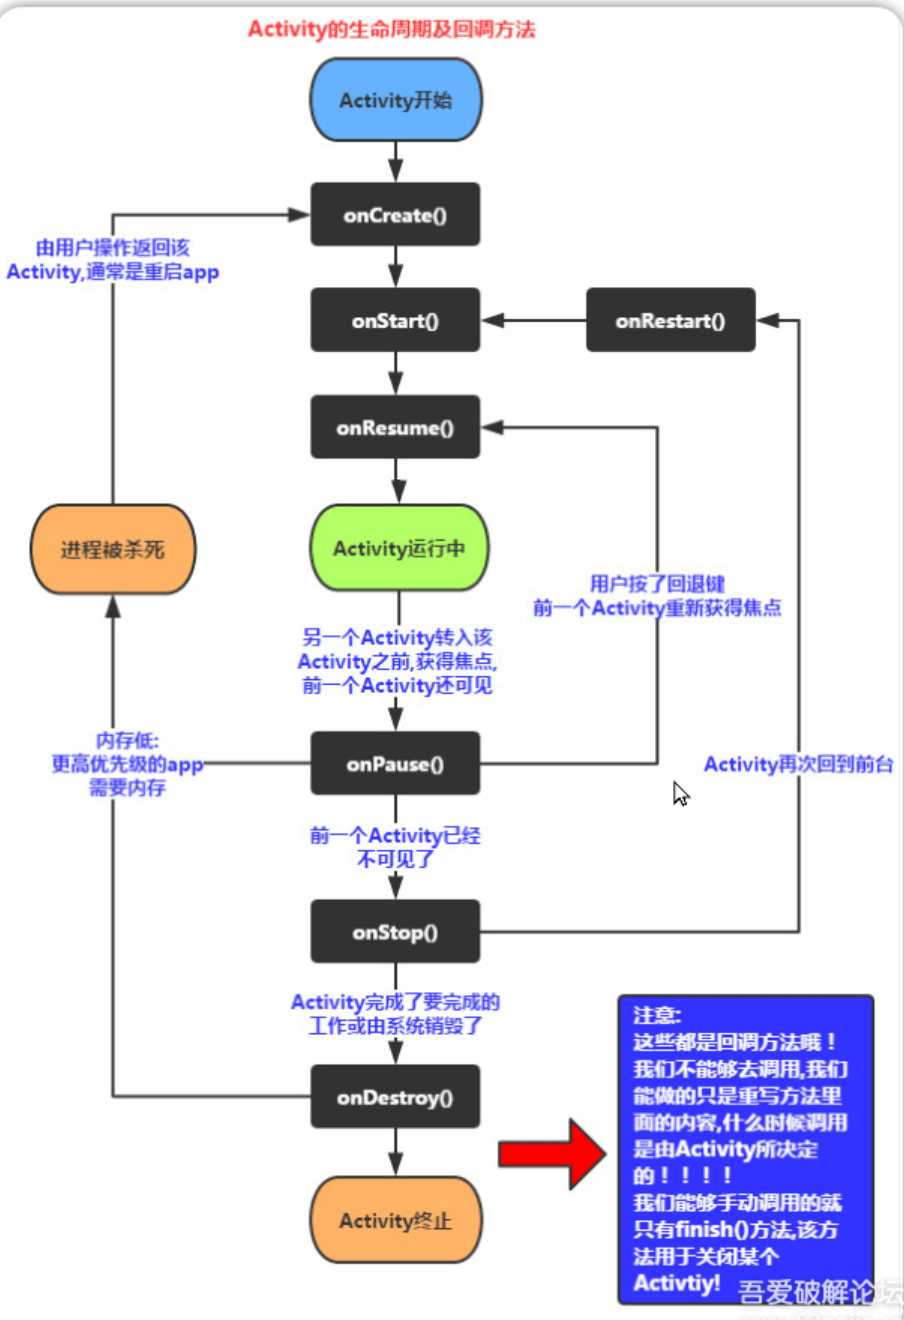 Activity的生命周期及回调方法
Activity开始
onCreate()
由用户操作返回该
Activity,通常是重启app
onStart()
onRestart()
onResume()
进程被杀死
Activity运行中
用户按了回退键
前一个Activity重新获得焦点
另一个Activity转入该
Activity之前,获得焦点,
前一个Activity还可见
内存低:
更高优先级的app
需要内存
onPause()
Activity再次回到前台
前一个Activity已经
不可见了
onStop()
Activity完成了要完成的
工作或由系统销毁了
onDestroy()
Activity终止
注意:
这些都是回调方法哦！
我们不能够去调用,我们
能做的只是重写方法里
面的内容,什么时候调用
是由Activity所决定
的！！！！
我们能够手动调用的就
只有finish()方法,该方
法用于关闭某个
Activtiy!
吾爱破解论坛